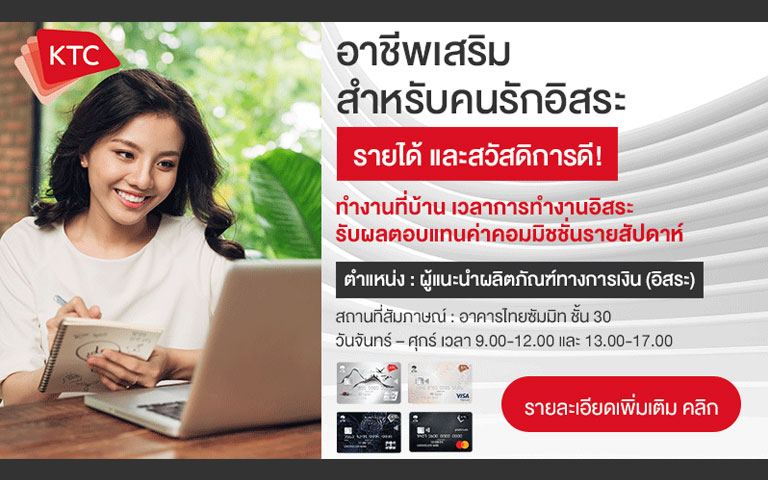 KTC
อาชีพเสริม
สำหรับคนรักอิสระ
รายได้ และสวัสดิการดี!
ทำงานที่บ้าน เวลาการทำงานอิสระ
รับผลตอบแทนค่าคอมมิชชั่นรายสัปดาห์
ตำแหน่ง : ผู้แนะนำผลิตภัณฑ์ทางการเงิน (อิสระ)
สถานที่สัมภาษณ์ : อาคารไทยซัมมิท ชั้น 30
วันจันทร์ – ศุกร์ เวลา 9.00-12.00 และ 13.00-17.00
VISA
รายละเอียดเพิ่มเติม คลิก